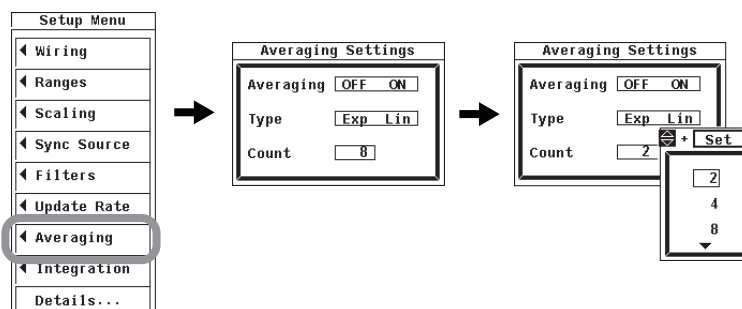 Setup Menu
Wiring
Ranges
Scaling
Sync Source
Filters
Update Rate
Averaging
Integration
Details...
Averaging Settings
Averaging OFF ON
Type Exp Lin
Count 8
Averaging Settings
Averaging OFF ON
Type Exp Lin
Count 2
+ Set
2
4
8